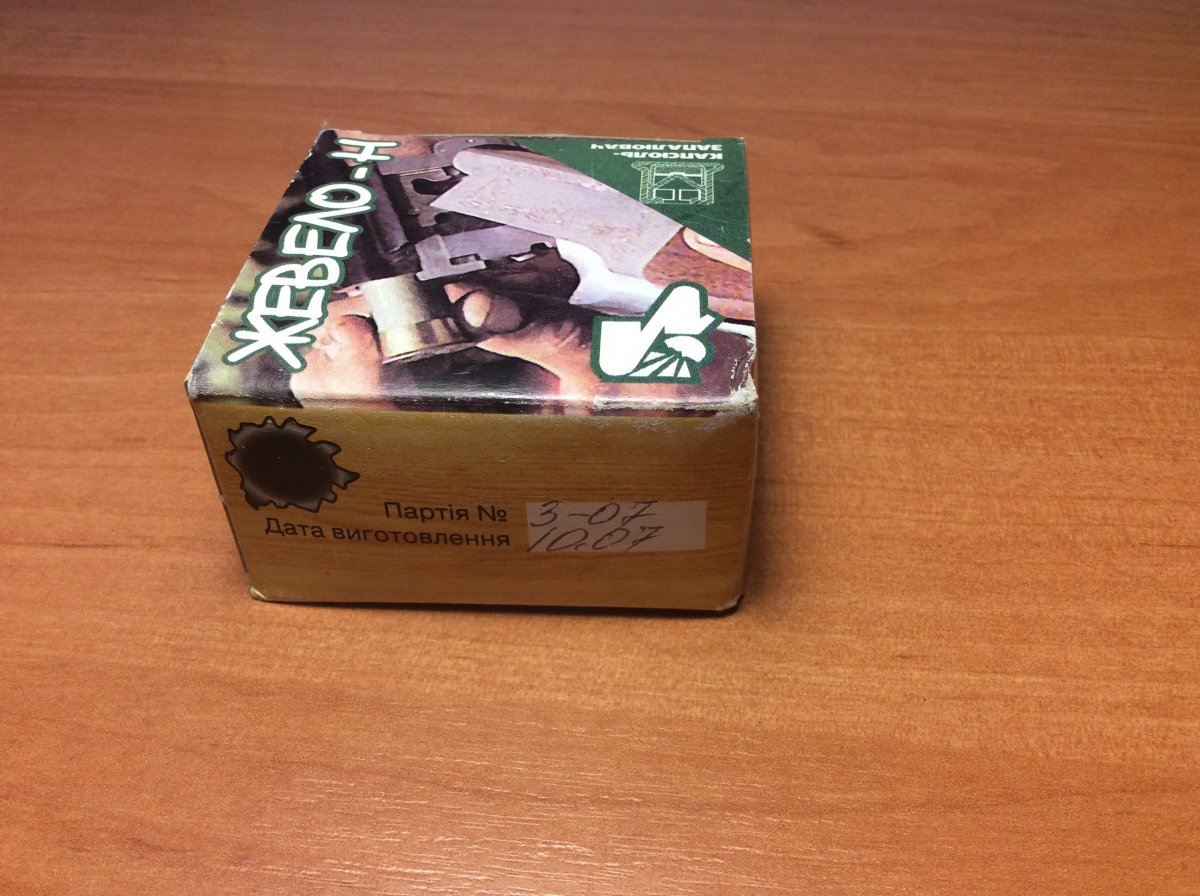 ЖЕВЕЛО-Н
КАПСЮЛЬ-
ЗАПАЛЮВАЧ
Партія № 3-07
Дата виготовлення 10.07